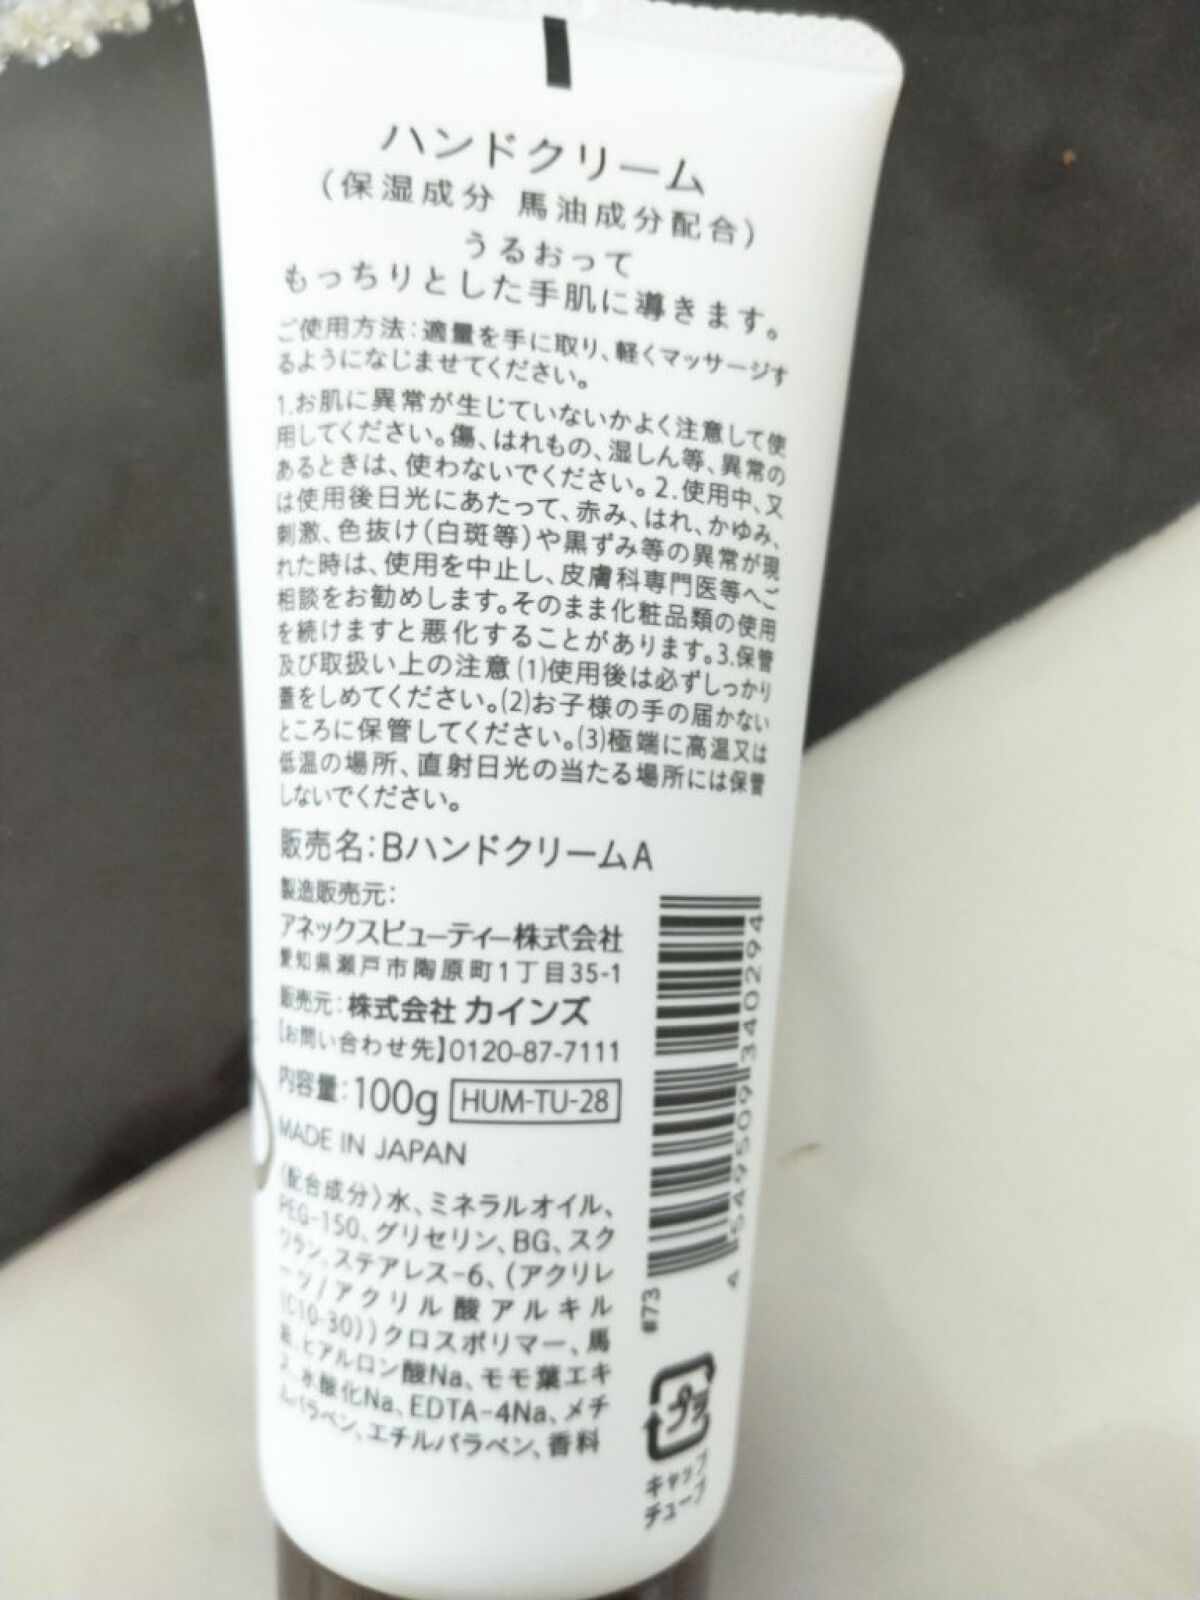 ハンドクリーム
(保湿成分 馬油成分配合)
うるおって
もっちりとした手肌に導きます。
ご使用方法:適量を手に取り、軽くマッサージす
るようになじませてください。
1.お肌に異常が生じていないかよく注意して使
用してください。傷、はれもの、湿しん等、異常の
あるときは、使わないでください。2.使用中、又
は使用後日光にあたって、赤み、はれ、かゆみ、
刺激、色抜け(白斑等)や黒ずみ等の異常が現
れた時は、使用を中止し、皮膚科専門医等へご
相談をお勧めします。そのまま化粧品類の使用
を続けますと悪化することがあります。3.保管
及び取扱い上の注意(1)使用後は必ずしっかり
蓋をしめてください。(2)お子様の手の届かない
ところに保管してください。(3)極端に高温又は
低温の場所、直射日光の当たる場所には保管
しないでください。
販売名:BハンドクリームA
製造販売元:
アネックスビューティー株式会社
愛知県瀬戸市陶原町1丁目35-1
販売元:株式会社 カインズ
【お問い合わせ先】0120-87-7111
内容量:100g HUM-TU-28
MADE IN JAPAN
(配合成分)水、ミネラルオイル、
PEG-150、グリセリン、BG、スク
ワラン、ステアレス-6、(アクリレ
ーツ/アクリル酸アルキル
(C10-30))クロスポリマー、馬
油、ヒアルロン酸Na、モモ葉エキ
ス、水酸化Na、EDTA-4Na、メチ
ルパラベン、エチルパラベン、香料
4 549509 340294
#73
プラ
キャップ
チューブ